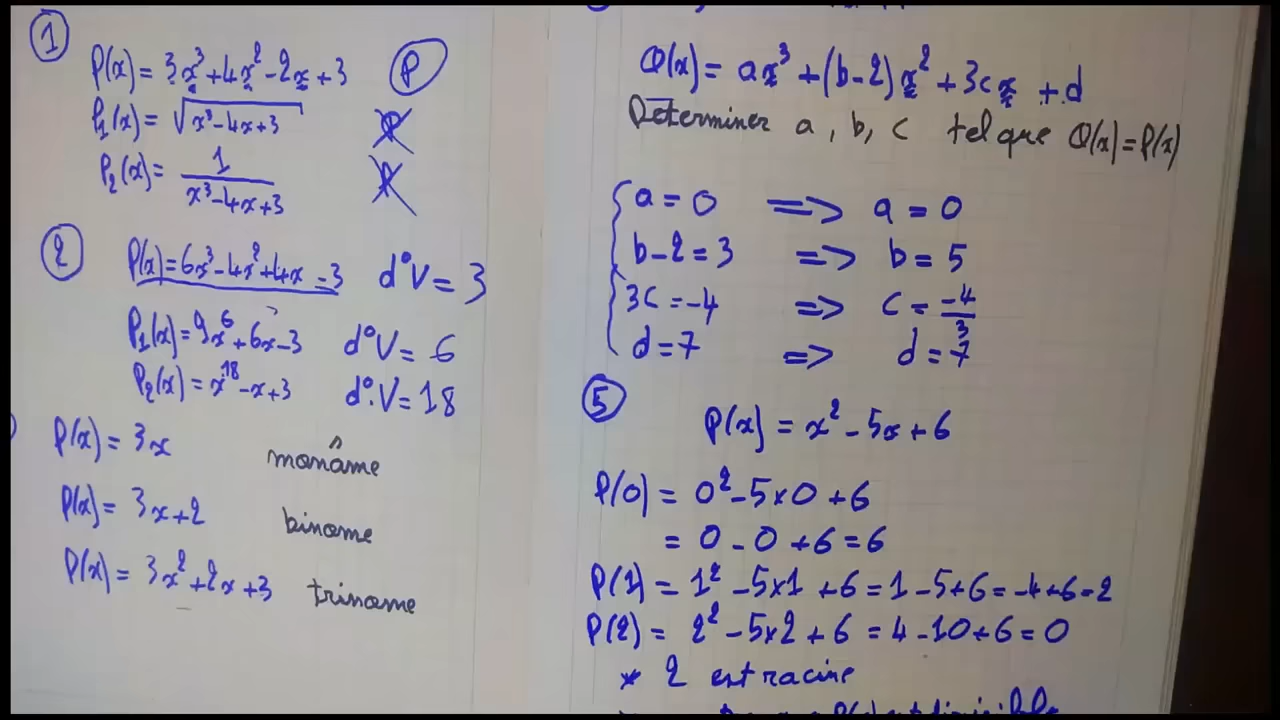 1
P(x) = 3x³+4x²-2x+3 P
P₁(x) = √x³-4x+3 P
P₂(x) = 1/(x³-4x+3) P
2
P(x)=6x³-4x²+4x-3 d°V = 3
P₁(x)=9x⁶+6x-3 d°V = 6
P₂(x) = x¹⁸-x+3 d°.V=18
P(x) = 3x monôme
P(x) = 3x+2 binome
P(x) = 3x²+2x+3 trinome
Q(x) = ax³ + (b-2)x² + 3cx + d
Determiner a, b, c tel que Q(x)=P(x)
a = 0 => a = 0
b-2 = 3 => b = 5
3c = -4 => c = -4/3
d = 7 => d = 7
5
P(x) = x²-5x+6
P(0) = 0²-5×0+6
= 0-0+6=6
P(1) = 1²-5×1+6=1-5+6=-4+6=2
P(2) = 2²-5×2+6=4-10+6=0
* 2 est racine